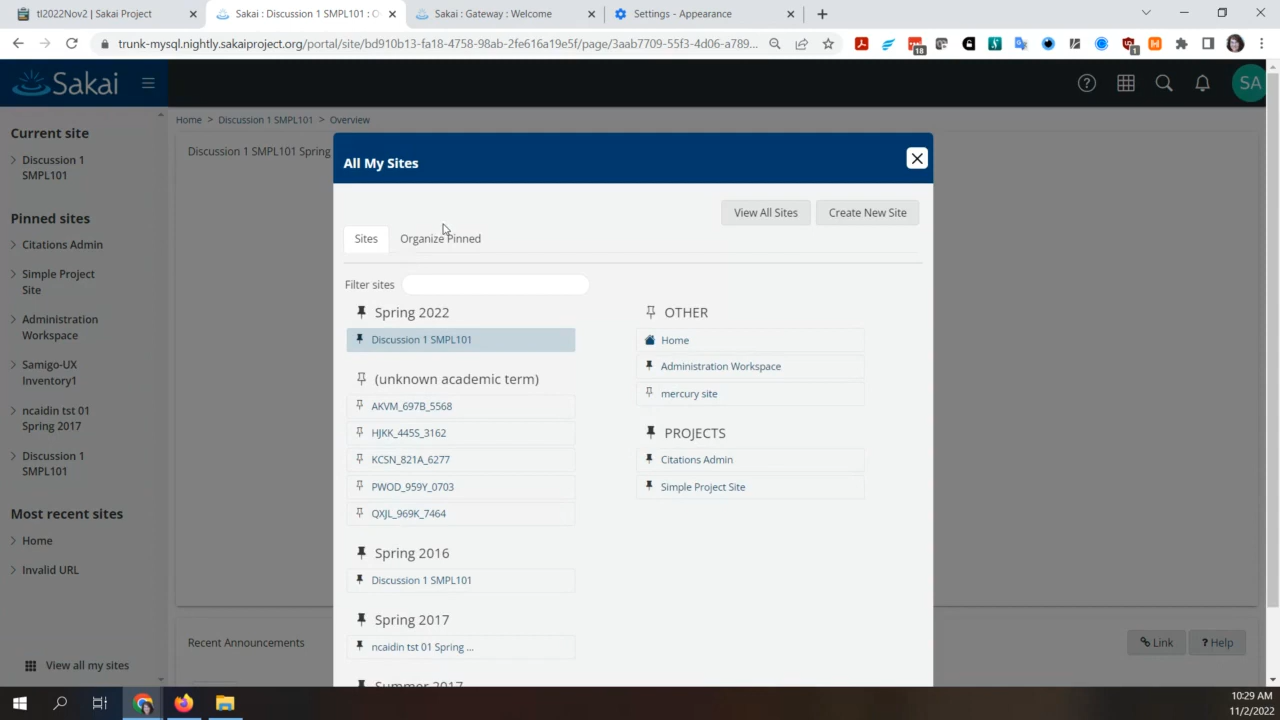 tl2022Nov2 | Sakai Project
Sakai : Discussion 1 SMPL101 : O
Sakai : Gateway : Welcome
Settings - Appearance
trunk-mysql.nightly.sakaiproject.org/portal/site/bd910b13-fa18-4758-98ab-2fe616a19e5f/page/3aab7709-55f3-4d06-a789...
18
1
Sakai
SA
Current site
Discussion 1
SMPL101
Pinned sites
Citations Admin
Simple Project
Site
Administration
Workspace
Samigo-UX
Inventory1
ncaidin tst 01
Spring 2017
Discussion 1
SMPL101
Most recent sites
Home
Invalid URL
View all my sites
Home > Discussion 1 SMPL101 > Overview
Discussion 1 SMPL101 Spring
All My Sites
View All Sites
Create New Site
Sites
Organize Pinned
Filter sites
Spring 2022
Discussion 1 SMPL101
(unknown academic term)
AKVM_697B_5568
HJKK_445S_3162
KCSN_821A_6277
PWOD_959Y_0703
QXJL_969K_7464
Spring 2016
Discussion 1 SMPL101
Spring 2017
ncaidin tst 01 Spring ...
Summer 2017
OTHER
Home
Administration Workspace
mercury site
PROJECTS
Citations Admin
Simple Project Site
Recent Announcements
Link
? Help
10:29 AM
11/2/2022